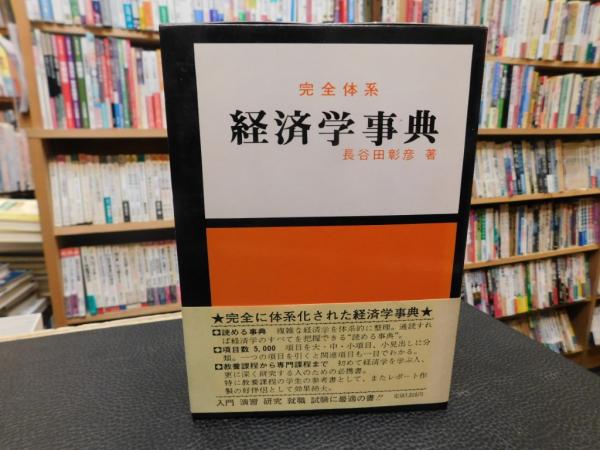 完全体系
経済学事典
長谷田彰彦 著
★完全に体系化された経済学事典★
✚読める事典 複雑な経済学を体系的に整理。通読すれ
ば経済学のすべてを把握できる“読める事典”。
✚項目数 5,000 項目を大・中・小項目、小見出しに分
類。一つの項目を引くと関連項目も一目でわかる。
✚教養課程から専門課程まで 初めて経済学を学ぶ人、
更に深く研究する人のための必携書。
特に教養課程の学生の参考書として、またレポート作
製の好伴侶として効果絶大。
入門 演習 研究 就職 試験に最適の書!!